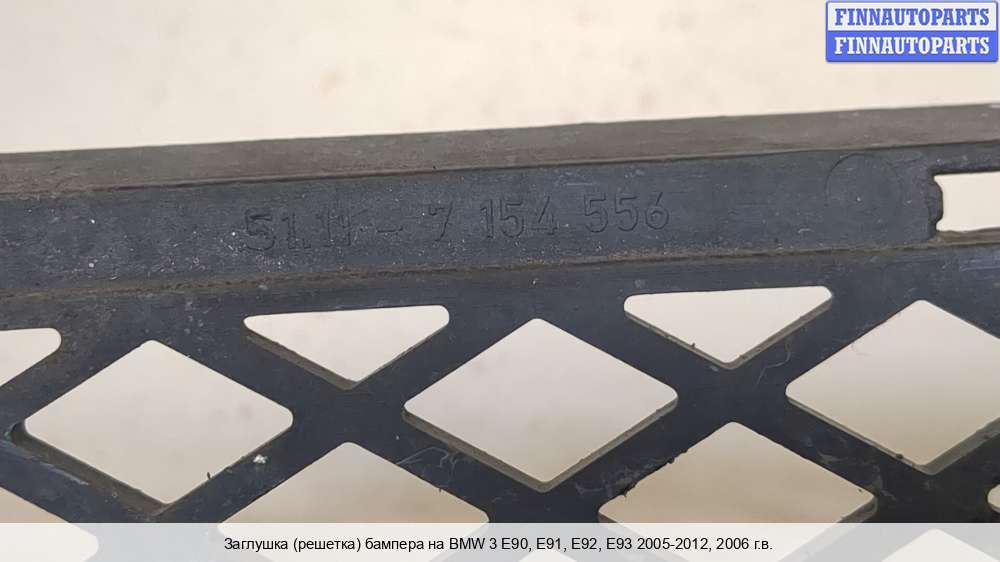 FINNAUTOPARTS
FINNAUTOPARTS
51.11 - 7 154 556
Заглушка (решетка) бампера на BMW 3 E90, E91, E92, E93 2005-2012, 2006 г.в.